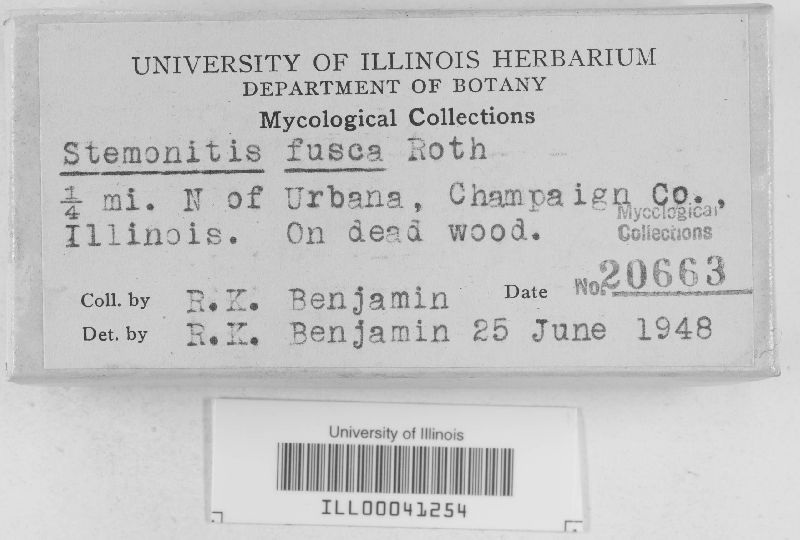 UNIVERSITY OF ILLINOIS HERBARIUM
DEPARTMENT OF BOTANY
Mycological Collections
Stemonitis fusca Roth
¼ mi. N of Urbana, Champaign Co.,
Illinois. On dead wood.
Mycological
Collections
No. 20663
Coll. by R.K. Benjamin Date
Det. by R.K. Benjamin 25 June 1948
University of Illinois
ILL00041254